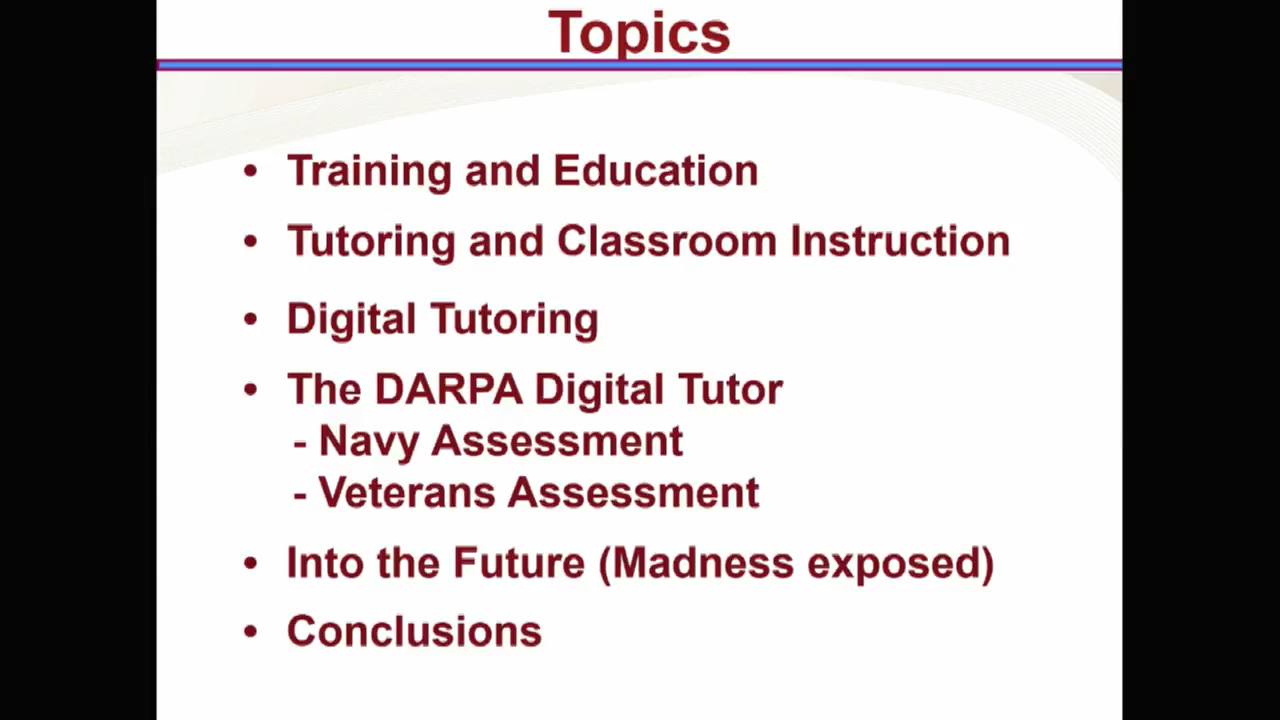 Topics
• Training and Education
• Tutoring and Classroom Instruction
• Digital Tutoring
• The DARPA Digital Tutor
- Navy Assessment
- Veterans Assessment
• Into the Future (Madness exposed)
• Conclusions